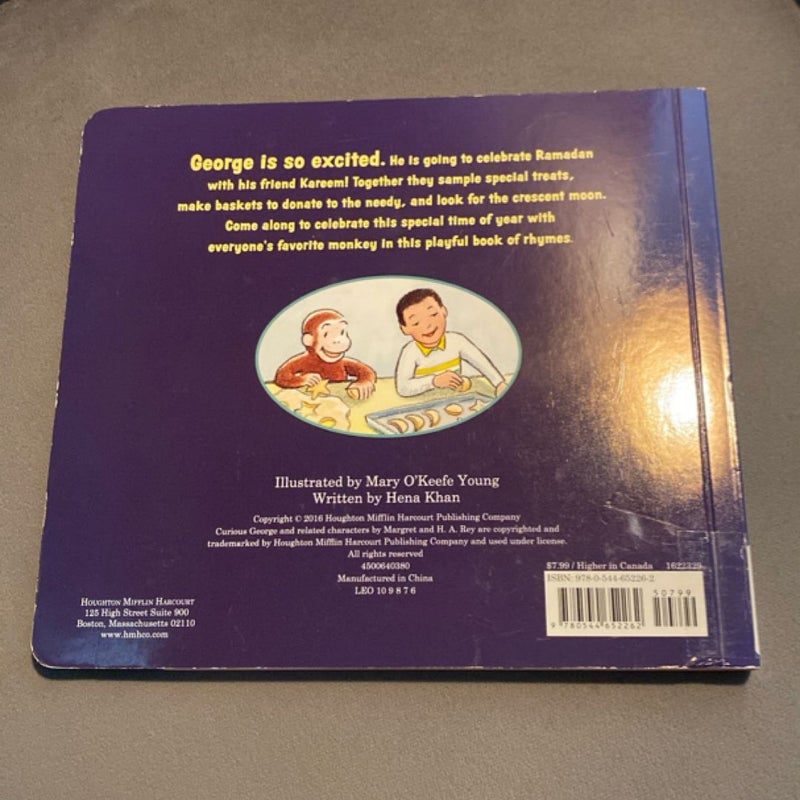 George is so excited. He is going to celebrate Ramadan
with his friend Kareem! Together they sample special treats,
make baskets to donate to the needy, and look for the crescent moon.
Come along to celebrate this special time of year with
everyone's favorite monkey in this playful book of rhymes.
Illustrated by Mary O'Keefe Young
Written by Hena Khan
Copyright © 2016 Houghton Mifflin Harcourt Publishing Company
Curious George and related characters by Margret and H. A. Rey are copyrighted and
trademarked by Houghton Mifflin Harcourt Publishing Company and used under license.
All rights reserved
4500640380
Manufactured in China
LEO 10 9 8 7 6
HOUGHTON MIFFLIN HARCOURT
125 High Street Suite 900
Boston, Massachusetts 02110
www.hmhco.com
$7.99 / Higher in Canada 1622329
ISBN: 978-0-544-65226-2
50799
9 780544 652262